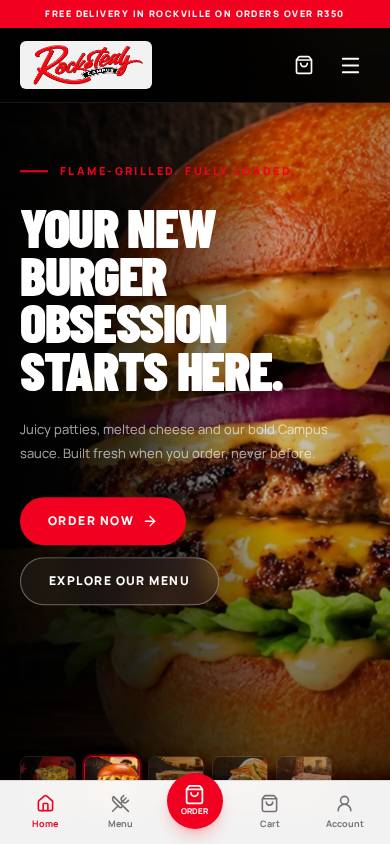 FREE DELIVERY IN ROCKVILLE ON ORDERS OVER R350
Rocksteady
CAMPUS
FLAME-GRILLED. FULLY LOADED.
YOUR NEW
BURGER
OBSESSION
STARTS HERE.
Juicy patties, melted cheese and our bold Campus
sauce. Built fresh when you order, never before.
ORDER NOW
EXPLORE OUR MENU
Home
Menu
ORDER
Cart
Account